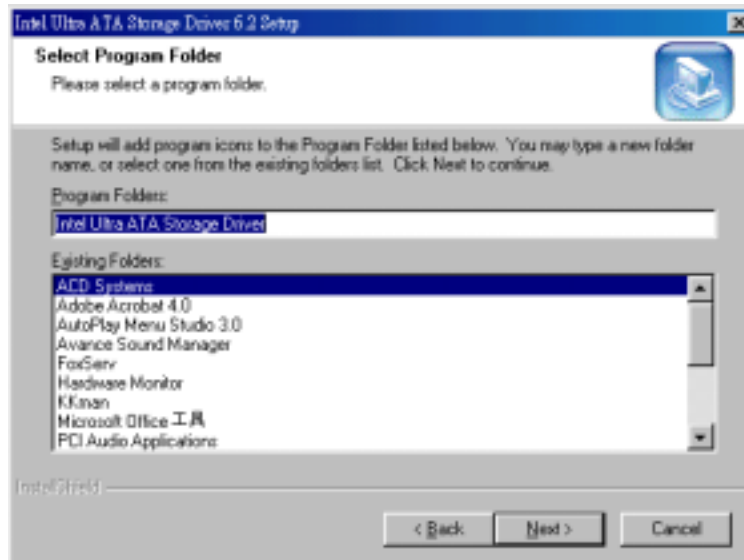 Intel Ultra ATA Storage Driver 6.2 Setup
Select Program Folder
Please select a program folder.
Setup will add program icons to the Program Folder listed below. You may type a new folder
name, or select one from the existing folders list. Click Next to continue.
Program Folders:
Intel Ultra ATA Storage Driver
Existing Folders:
ACD Systems
Adobe Acrobat 4.0
AutoPlay Menu Studio 3.0
Avance Sound Manager
FoxServ
Hardware Monitor
KKman
Microsoft Office 工具
PCI Audio Applications
InstallShield
< Back
Next >
Cancel